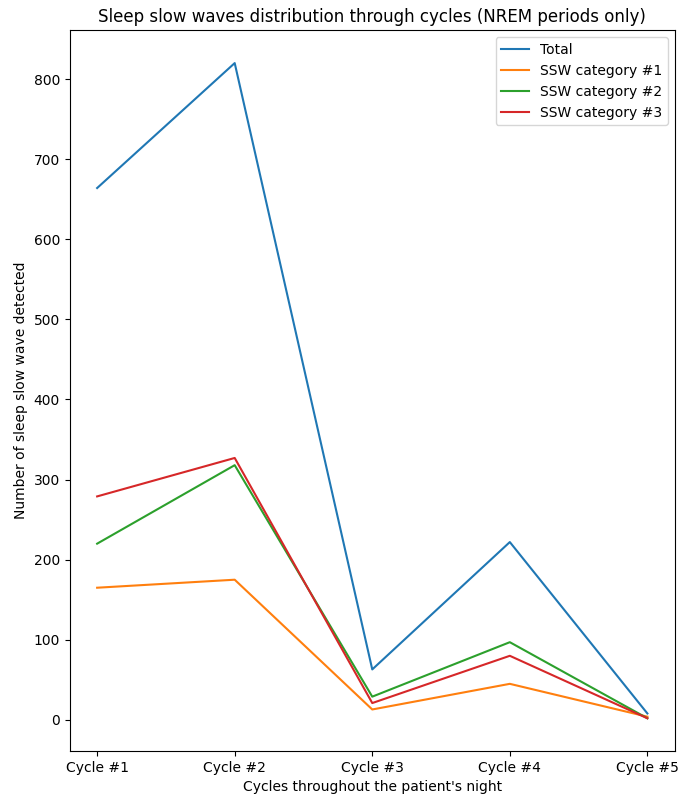 Sleep slow waves distribution through cycles (NREM periods only)
Total
SSW category #1
SSW category #2
SSW category #3
800
700
600
500
400
300
200
100
0
Number of sleep slow wave detected
Cycle #1 Cycle #2 Cycle #3 Cycle #4 Cycle #5
Cycles throughout the patient's night